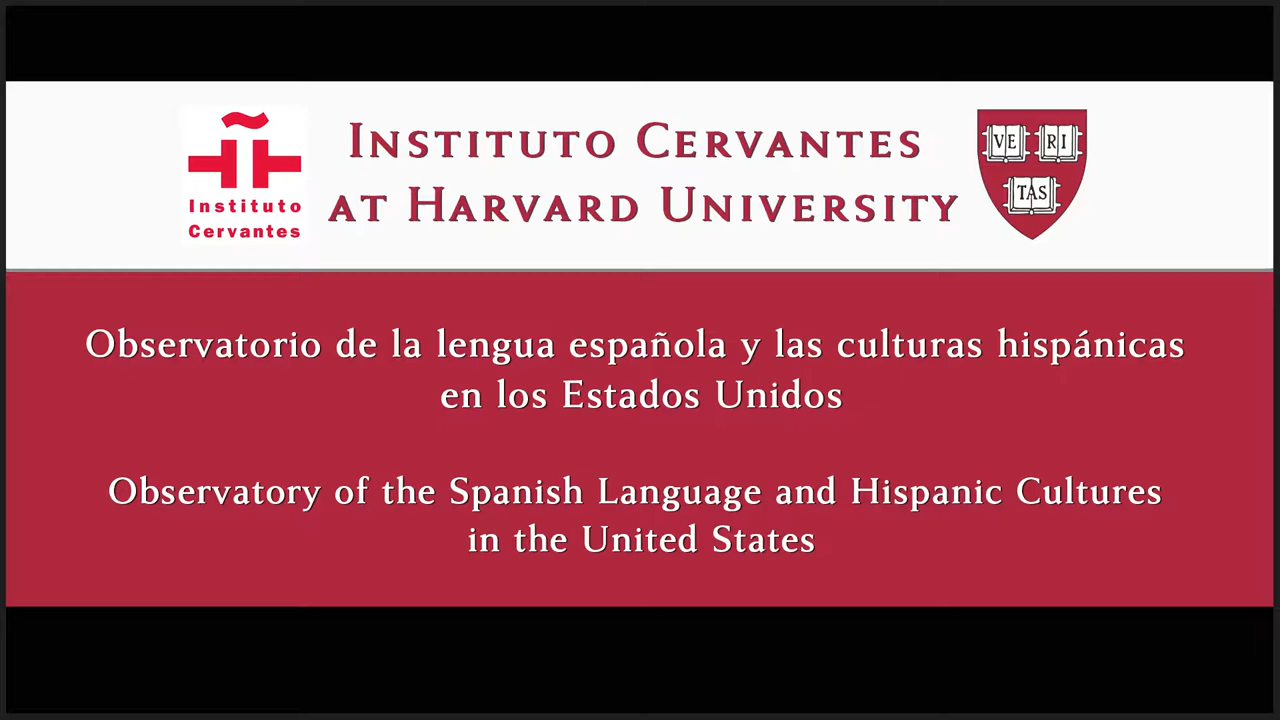 Instituto Cervantes
INSTITUTO CERVANTES
AT HARVARD UNIVERSITY
VE RI
TAS
Observatorio de la lengua española y las culturas hispánicas
en los Estados Unidos
Observatory of the Spanish Language and Hispanic Cultures
in the United States